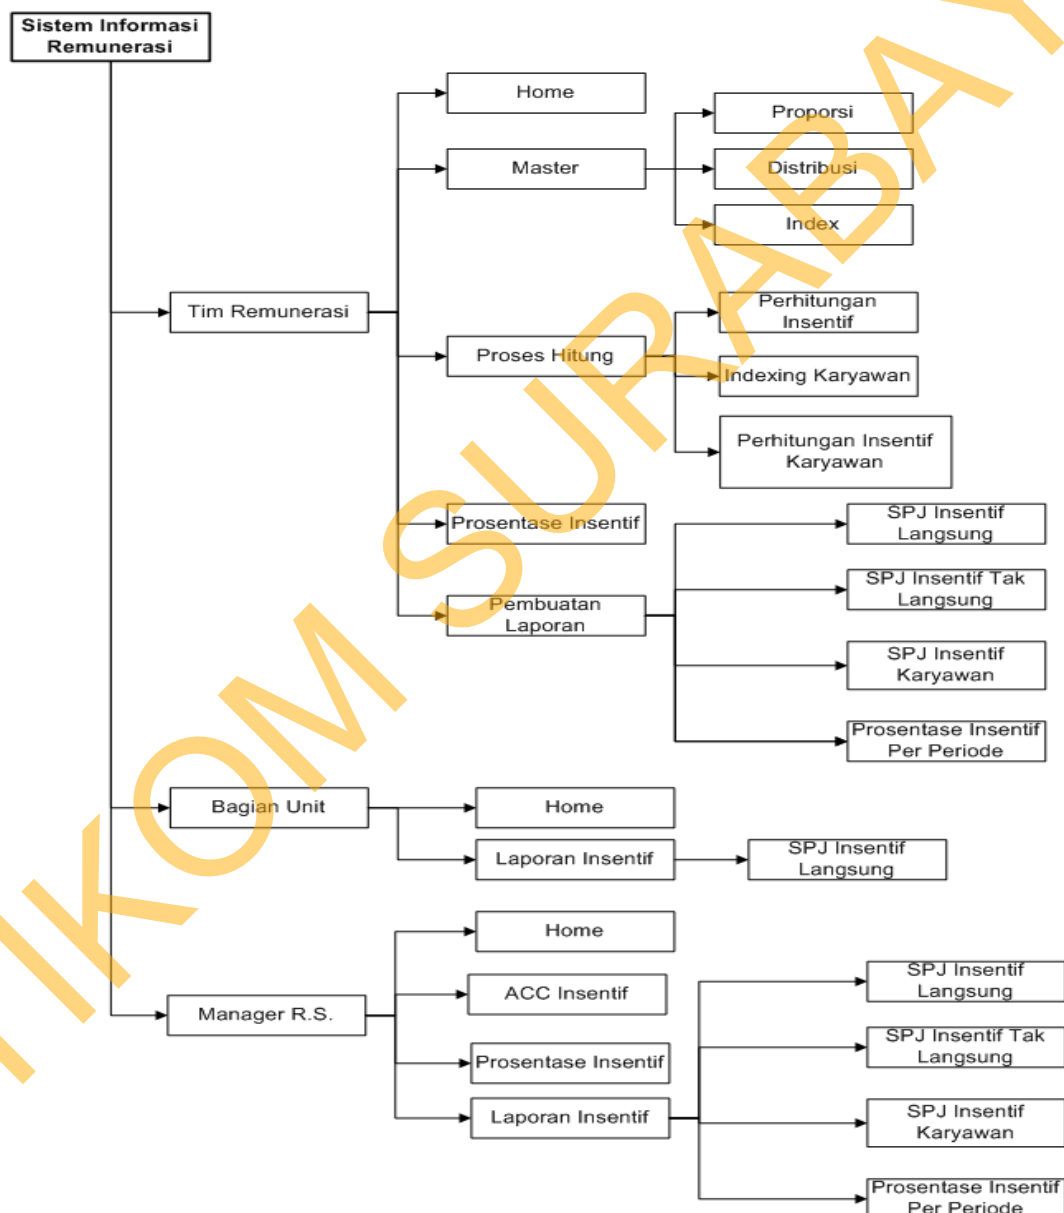 Sistem Informasi
Remunerasi
Home
Master
Proporsi
Distribusi
Index
Tim Remunerasi
Proses Hitung
Perhitungan
Insentif
Indexing Karyawan
Perhitungan Insentif
Karyawan
Prosentase Insentif
Pembuatan
Laporan
SPJ Insentif
Langsung
SPJ Insentif Tak
Langsung
SPJ Insentif
Karyawan
Prosentase Insentif
Per Periode
Bagian Unit
Home
Laporan Insentif
SPJ Insentif
Langsung
Manager R.S.
Home
ACC Insentif
Prosentase Insentif
Laporan Insentif
SPJ Insentif
Langsung
SPJ Insentif Tak
Langsung
SPJ Insentif
Karyawan
Prosentase Insentif
Per Periode
IKOM SURABAY